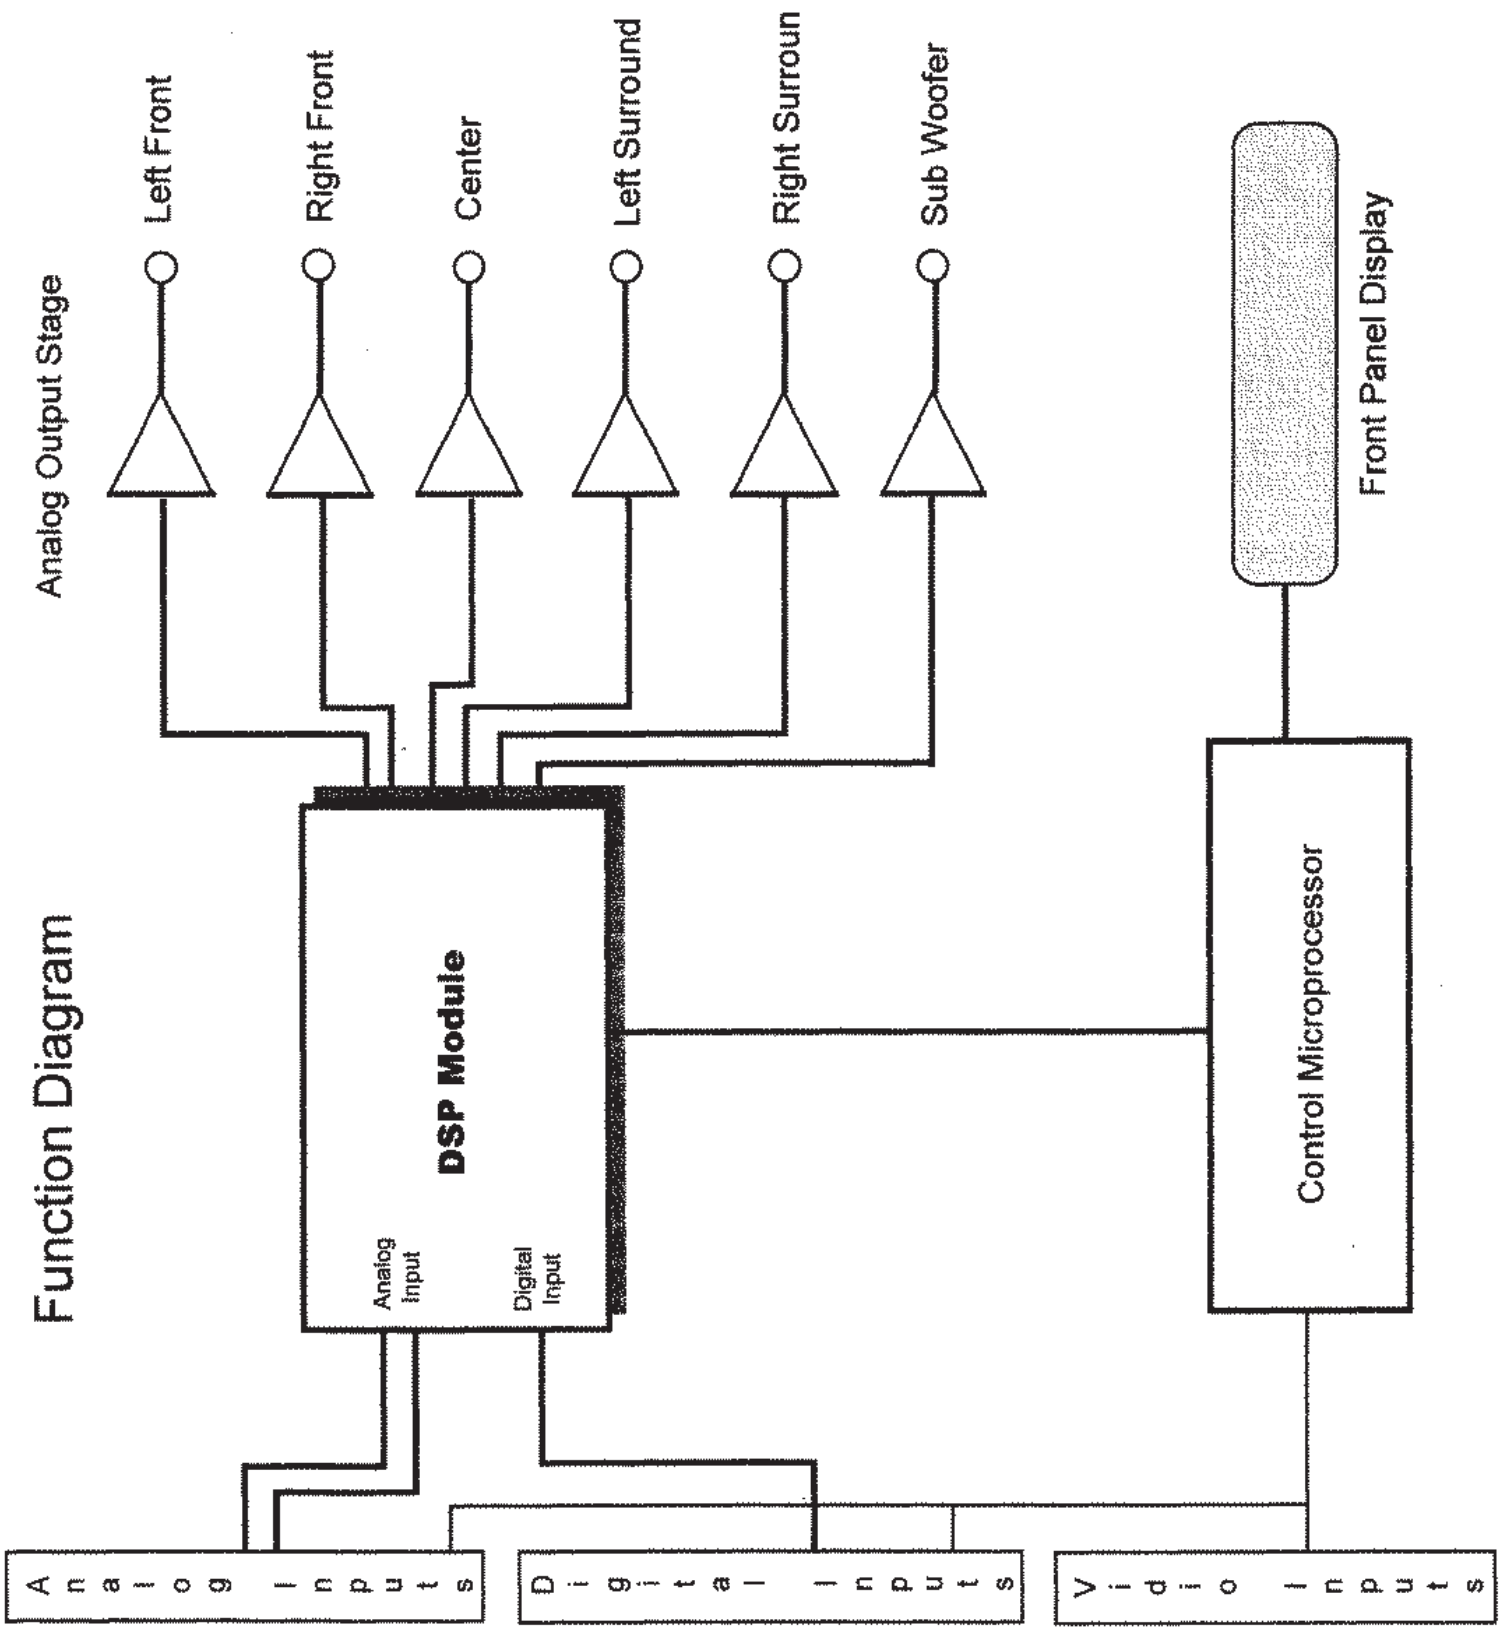 Function Diagram
Analog Output Stage
Analog Inputs
Digital Inputs
Vidio Inputs
Analog
Input
Digital
Input
DSP Module
Left Front
Right Front
Center
Left Surround
Right Surroun
Sub Woofer
Control Microprocessor
Front Panel Display